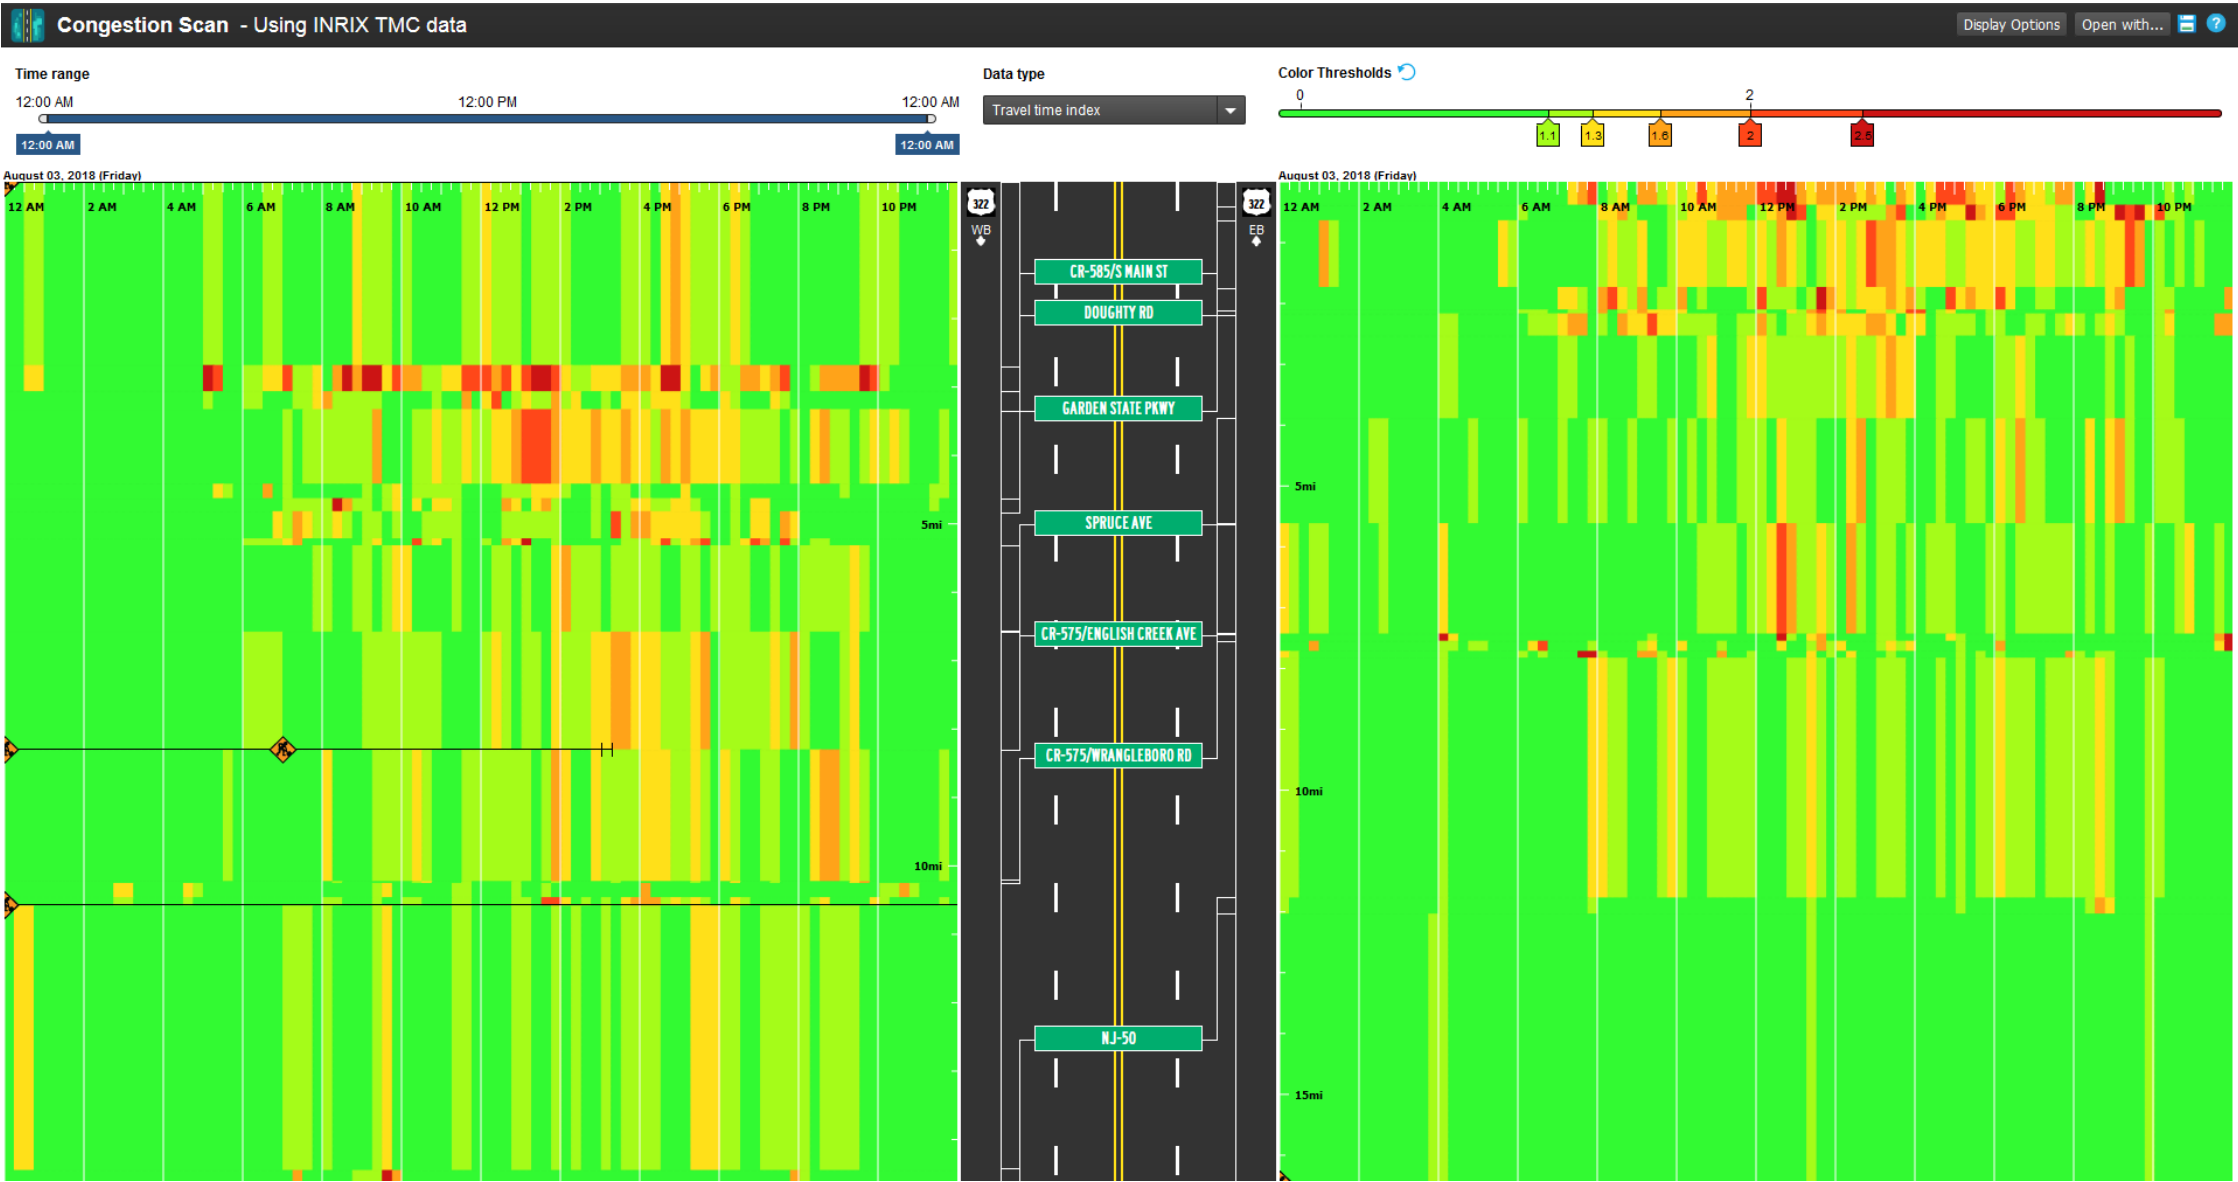 Congestion Scan - Using INRIX TMC data
Display Options
Open with...
?
Time range
12:00 AM
12:00 PM
12:00 AM
12:00 AM
12:00 AM
Data type
Travel time index
Color Thresholds
0
2
1.1
1.3
1.6
2
2.5
August 03, 2018 (Friday)
12 AM 2 AM 4 AM 6 AM 8 AM 10 AM 12 PM 2 PM 4 PM 6 PM 8 PM 10 PM
5mi
10mi
322
WB
322
EB
CR-585/S MAIN ST
DOUGHTY RD
GARDEN STATE PKWY
SPRUCE AVE
CR-575/ENGLISH CREEK AVE
CR-575/WRANGLEBORO RD
NJ-50
August 03, 2018 (Friday)
12 AM 2 AM 4 AM 6 AM 8 AM 10 AM 12 PM 2 PM 4 PM 6 PM 8 PM 10 PM
5mi
10mi
15mi